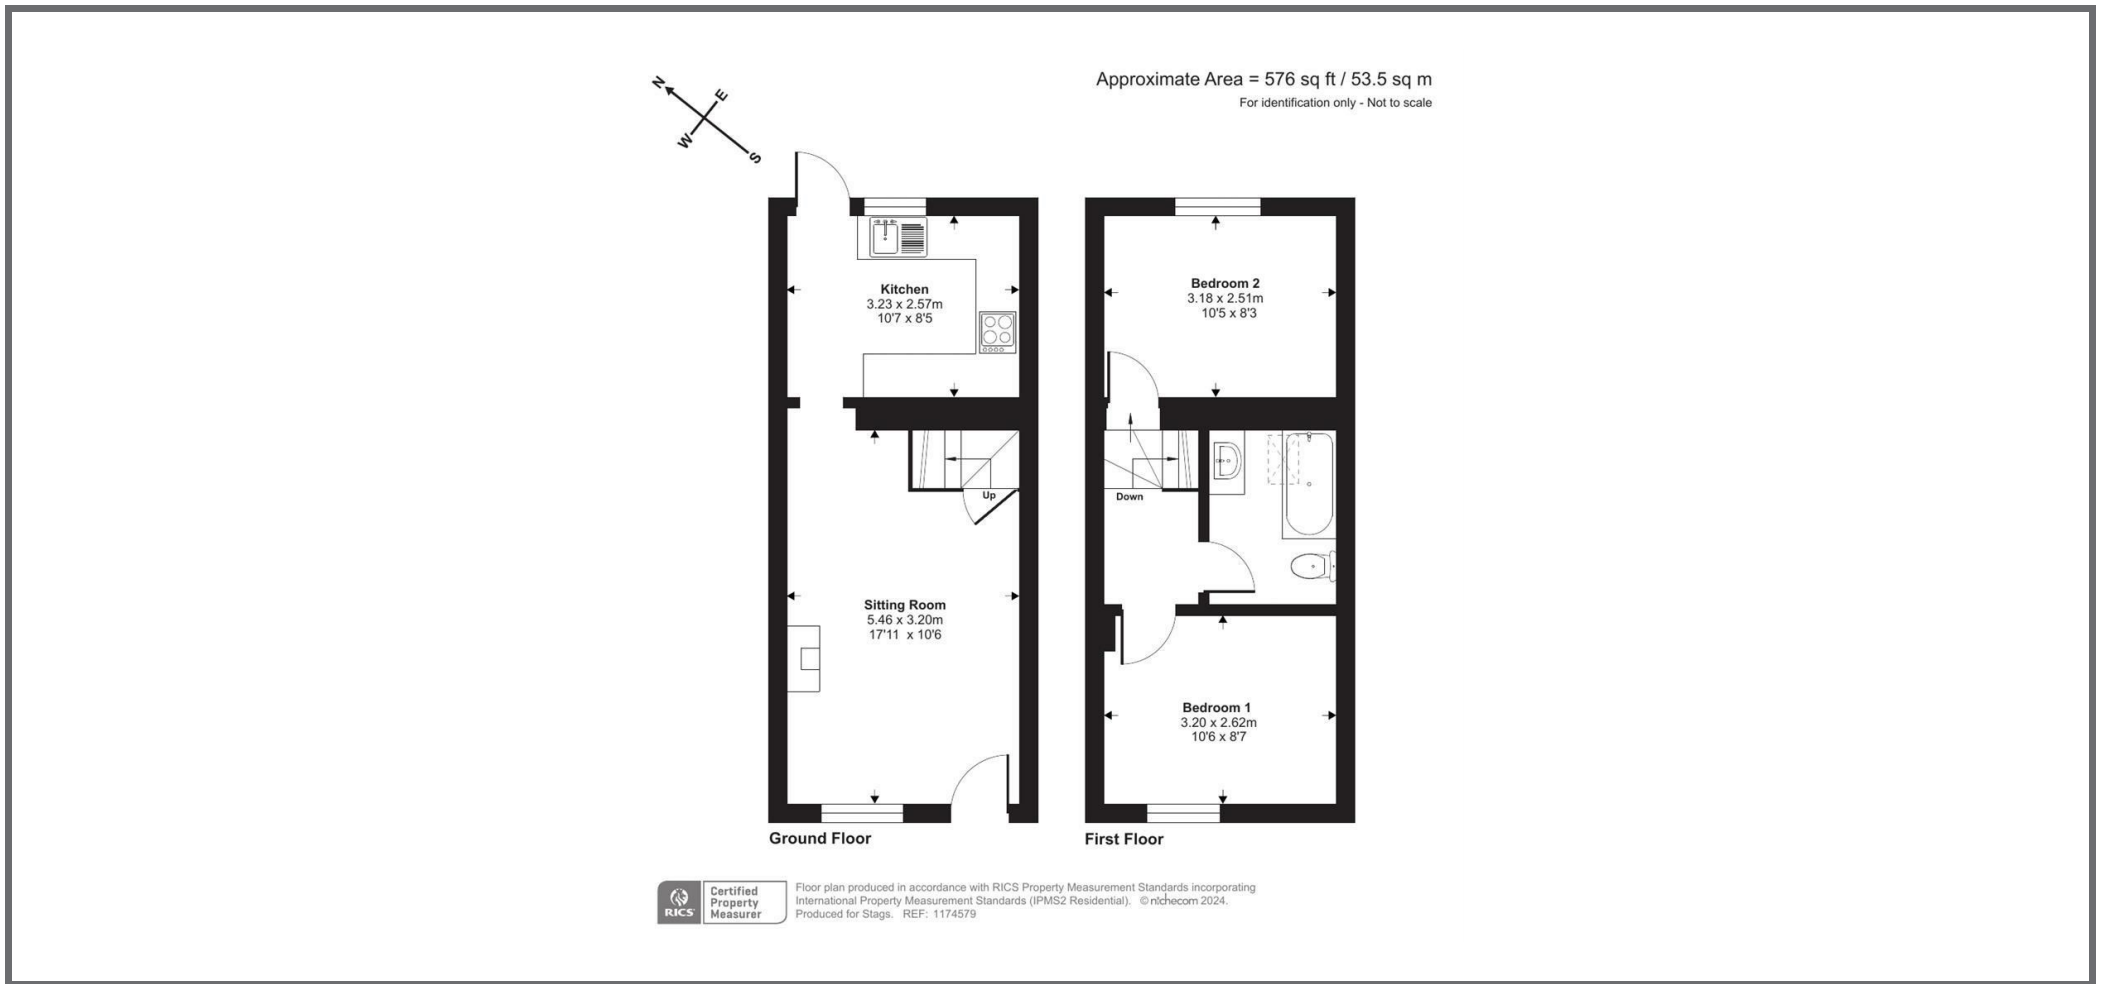 Approximate Area = 576 sq ft / 53.5 sq m
For identification only - Not to scale
N
E
W
S
Kitchen
3.23 x 2.57m
10'7 x 8'5
Up
Sitting Room
5.46 x 3.20m
17'11 x 10'6
Ground Floor
Bedroom 2
3.18 x 2.51m
10'5 x 8'3
Down
Bedroom 1
3.20 x 2.62m
10'6 x 8'7
First Floor
RICS
Certified
Property
Measurer
Floor plan produced in accordance with RICS Property Measurement Standards incorporating
International Property Measurement Standards (IPMS2 Residential). © nichecom 2024.
Produced for Stags. REF: 1174579